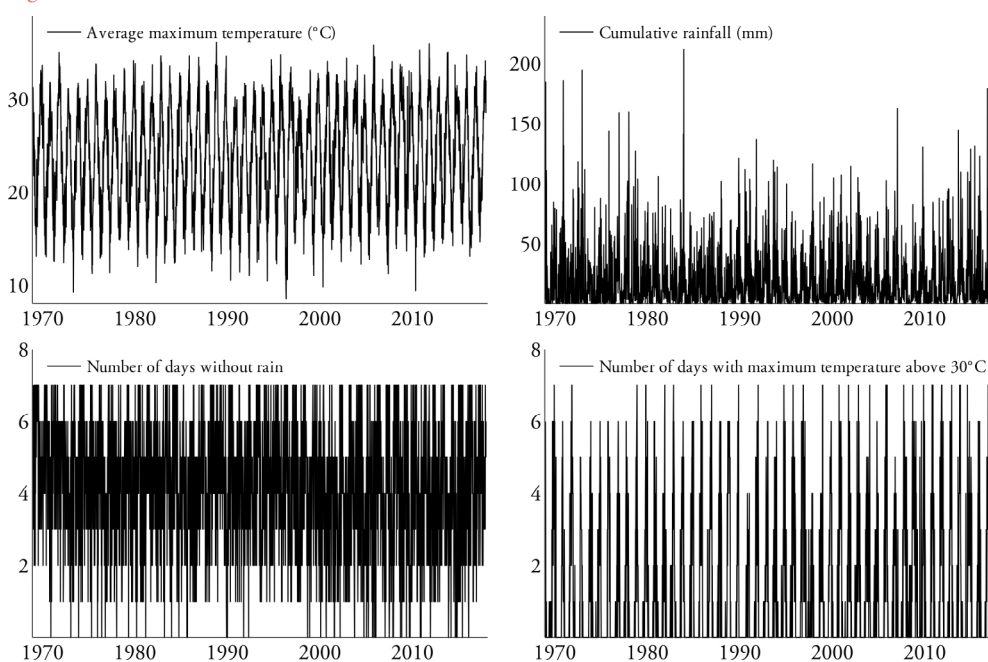 Average maximum temperature (°C)
30
20
10
1970 1980 1990 2000 2010
Cumulative rainfall (mm)
200
150
100
50
1970 1980 1990 2000 2010
Number of days without rain
8
6
4
2
1970 1980 1990 2000 2010
Number of days with maximum temperature above 30°C
8
6
4
2
1970 1980 1990 2000 2010